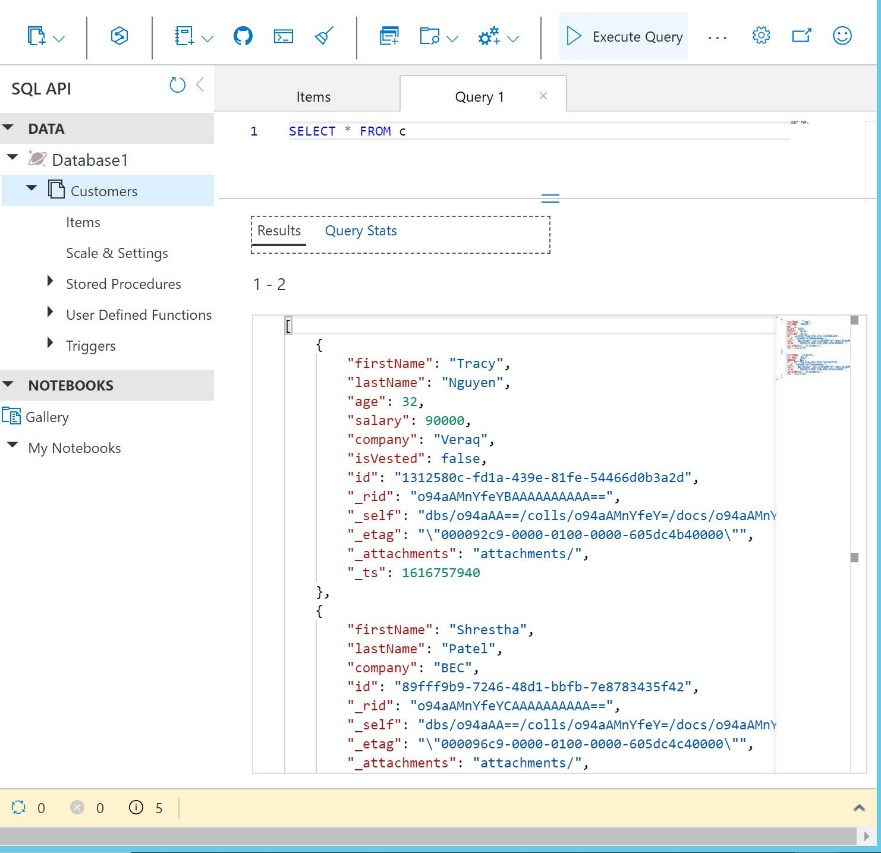 Execute Query
...
SQL API
Items
Query 1
DATA
1 SELECT * FROM c
Database1
Customers
Items
Results
Query Stats
Scale & Settings
Stored Procedures
1 - 2
User Defined Functions
Triggers
[
{
"firstName": "Tracy",
"lastName": "Nguyen",
NOTEBOOKS
"age": 32,
Gallery
"salary": 90000,
"company": "Veraq",
My Notebooks
"isVested": false,
"id": "1312580c-fd1a-439e-81fe-54466d0b3a2d",
"_rid": "o94aAMnYfeYBAAAAAAAAAA==",
"_self": "dbs/o94aAA==/colls/o94aAMnYfeY=/docs/o94aAMnY
"_etag": "\"000092c9-0000-0100-0000-605dc4b40000\"",
"_attachments": "attachments/",
"_ts": 1616757940
},
{
"firstName": "Shrestha",
"lastName": "Patel",
"company": "BEC",
"id": "89fff9b9-7246-48d1-bbfb-7e8783435f42",
"_rid": "o94aAMnYfeYCAAAAAAAAAA==",
"_self": "dbs/o94aAA==/colls/o94aAMnYfeY=/docs/o94aAMnY
"_etag": "\"000096c9-0000-0100-0000-605dc4c40000\"",
"_attachments": "attachments/",
0 0 5